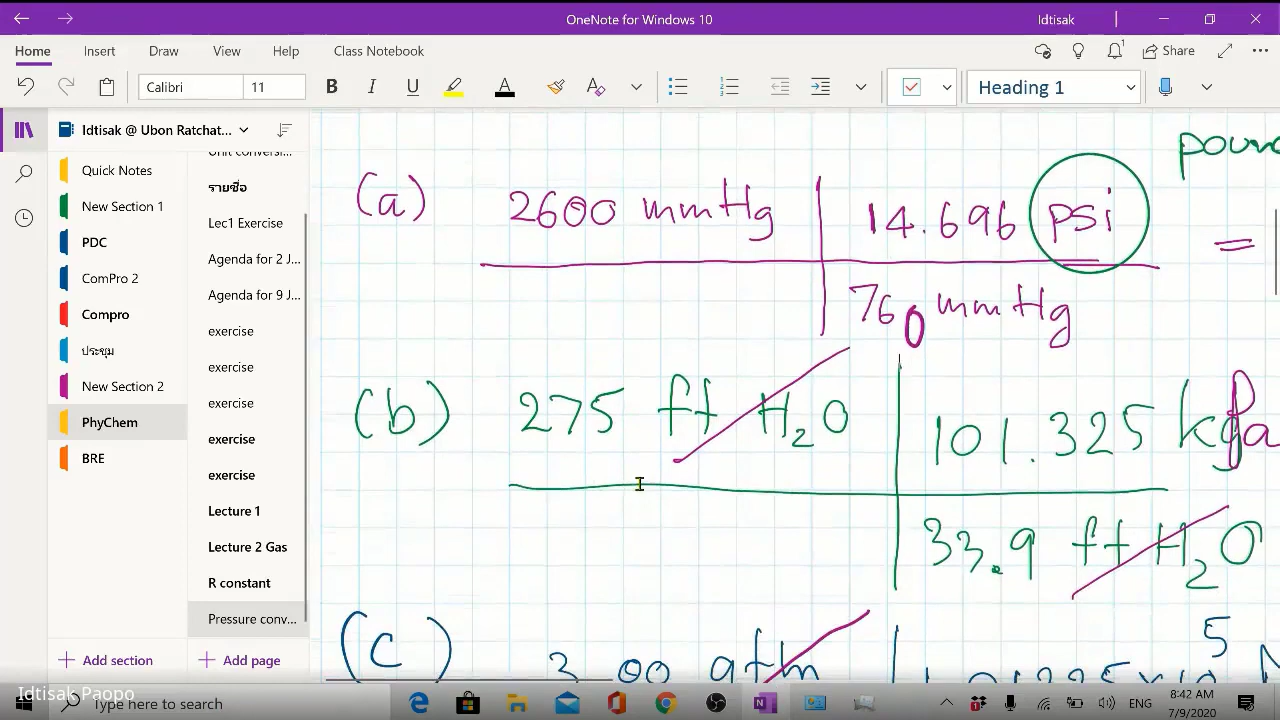 OneNote for Windows 10
Idtisak
Home Insert Draw View Help Class Notebook
1
Share
Calibri 11
B I U A
Heading 1
Idtisak @ Ubon Ratchat...
Quick Notes
New Section 1
PDC
ComPro 2
Compro
ประชุม
New Section 2
PhyChem
BRE
Add section
รายชื่อ
Lec1 Exercise
Agenda for 2 J...
Agenda for 9 J...
exercise
exercise
exercise
exercise
exercise
Lecture 1
Lecture 2 Gas
R constant
Pressure conv...
Add page
(a) 2600 mmHg 14.696 psi =
760 mmHg
(b) 275 ft H2O 101.325
33.9 ft H2O
(c) 3.00 atm
5
Idtisak Paopo
Type here to search
ENG
8:42 AM
7/9/2020